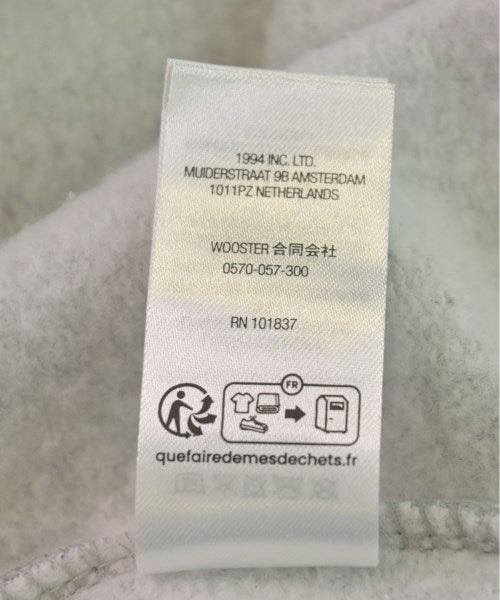 1994 INC. LTD.
MUIDERSTRAAT 9B AMSTERDAM
1011PZ NETHERLANDS
WOOSTER 合同会社
0570-057-300
RN 101837
FR
quefairedemesdechets.fr